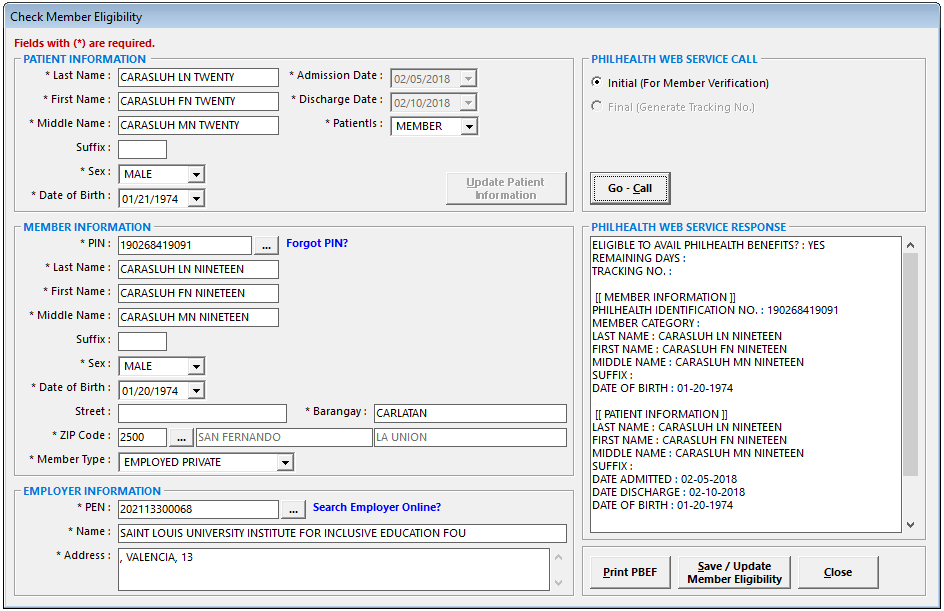 Check Member Eligibility
Fields with (*) are required.
PATIENT INFORMATION
* Last Name : CARASLUH LN TWENTY * Admission Date : 02/05/2018
* First Name : CARASLUH FN TWENTY * Discharge Date : 02/10/2018
* Middle Name : CARASLUH MN TWENTY * PatientIs : MEMBER
Suffix :
* Sex : MALE
Update Patient
Information
* Date of Birth : 01/21/1974
PHILHEALTH WEB SERVICE CALL
Initial (For Member Verification)
Final (Generate Tracking No.)
Go - Call
MEMBER INFORMATION
* PIN : 190268419091 ... Forgot PIN?
* Last Name : CARASLUH LN NINETEEN
* First Name : CARASLUH FN NINETEEN
* Middle Name : CARASLUH MN NINETEEN
Suffix :
* Sex : MALE
* Date of Birth : 01/20/1974
Street : * Barangay : CARLATAN
* ZIP Code : 2500 ... SAN FERNANDO LA UNION
* Member Type : EMPLOYED PRIVATE
EMPLOYER INFORMATION
* PEN : 202113300068 ... Search Employer Online?
* Name : SAINT LOUIS UNIVERSITY INSTITUTE FOR INCLUSIVE EDUCATION FOU
* Address : , VALENCIA, 13
PHILHEALTH WEB SERVICE RESPONSE
ELIGIBLE TO AVAIL PHILHEALTH BENEFITS? : YES
REMAINING DAYS :
TRACKING NO. :
[[ MEMBER INFORMATION ]]
PHILHEALTH IDENTIFICATION NO. : 190268419091
MEMBER CATEGORY :
LAST NAME : CARASLUH LN NINETEEN
FIRST NAME : CARASLUH FN NINETEEN
MIDDLE NAME : CARASLUH MN NINETEEN
SUFFIX :
DATE OF BIRTH : 01-20-1974
[[ PATIENT INFORMATION ]]
LAST NAME : CARASLUH LN NINETEEN
FIRST NAME : CARASLUH FN NINETEEN
MIDDLE NAME : CARASLUH MN NINETEEN
SUFFIX :
DATE ADMITTED : 02-05-2018
DATE DISCHARGE : 02-10-2018
DATE OF BIRTH : 01-20-1974
Print PBEF
Save / Update
Member Eligibility
Close